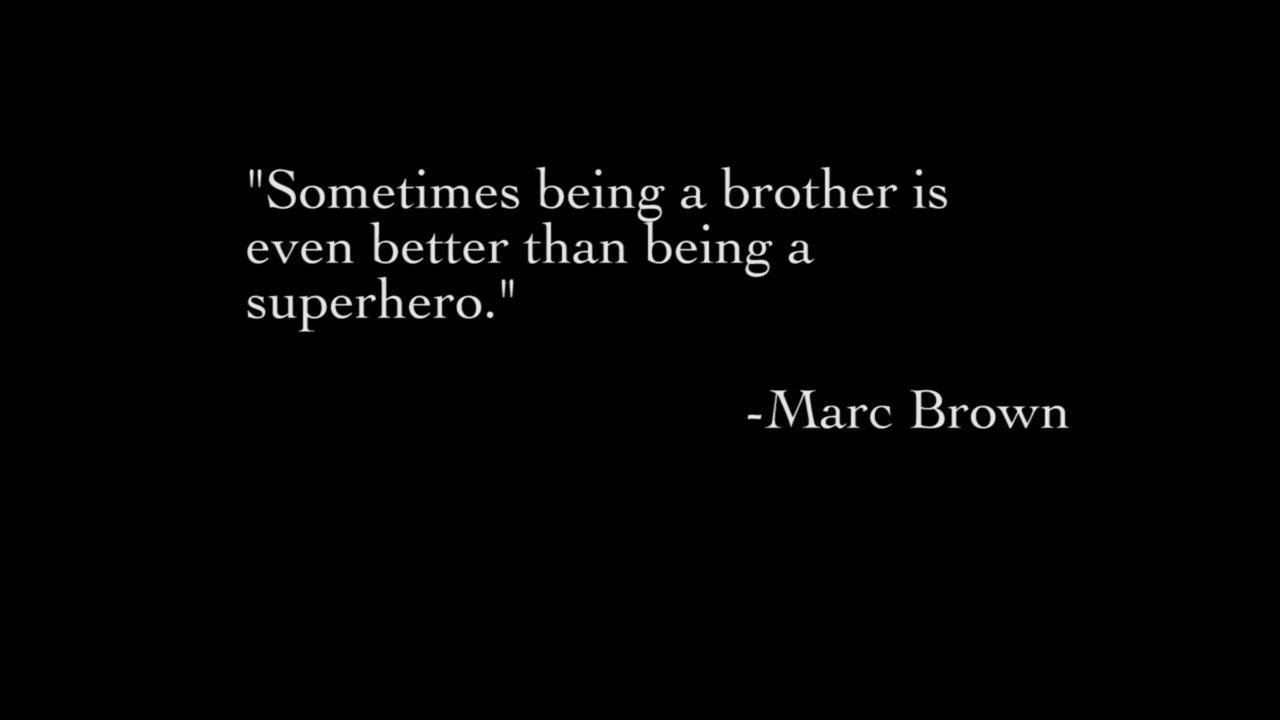 "Sometimes being a brother is
even better than being a
superhero."
-Marc Brown